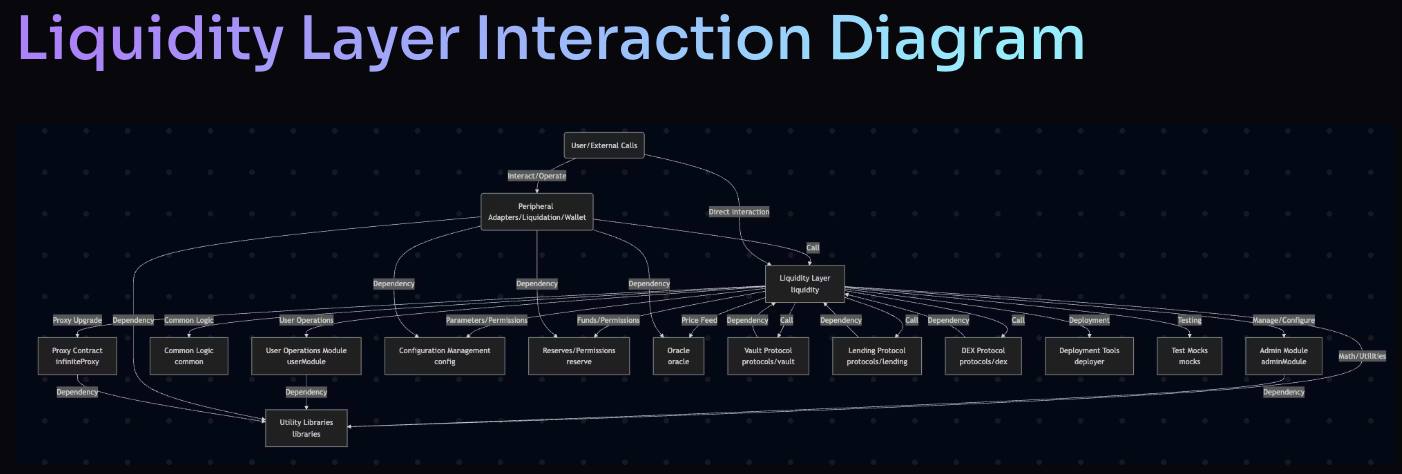 Liquidity Layer Interaction Diagram
User/External Calls
Interact/Operate
Peripheral
Adapters/Liquidation/Wallet
Direct Interaction
Call
Dependency
Dependency
Dependency
Liquidity Layer
liquidity
Proxy Upgrade
Dependency
Common Logic
User Operations
Parameters/Permissions
Funds/Permissions
Price Feed
Dependency
Call
Dependency
Call
Dependency
Call
Deployment
Testing
Manage/Configure
Proxy Contract
infiniteProxy
Common Logic
common
User Operations Module
userModule
Configuration Management
config
Reserves/Permissions
reserve
Oracle
oracle
Vault Protocol
protocols/vault
Lending Protocol
protocols/lending
DEX Protocol
protocols/dex
Deployment Tools
deployer
Test Mocks
mocks
Admin Module
adminModule
Math/Utilities
Dependency
Dependency
Dependency
Utility Libraries
libraries